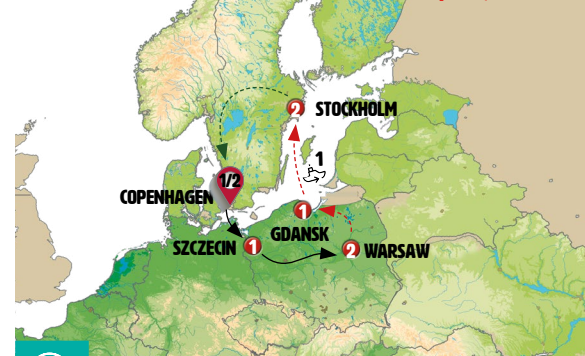 2 STOCKHOLM
1
1/2
COPENHAGEN
1
GDANSK
SZCZECIN 1
2 WARSAW